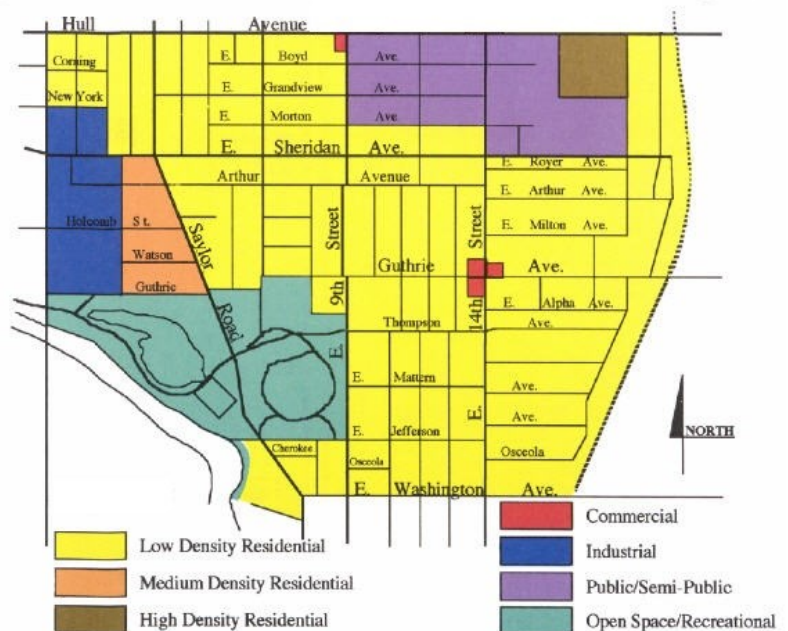 Hull Avenue
Corning
E. Boyd Ave.
New York
E. Grandview Ave.
E. Morton Ave.
E. Sheridan Ave.
E. Royer Ave.
Arthur Avenue
E. Arthur Ave.
Holcomb St.
E. Milton Ave.
Saylor Road
Street
Street
Watson
Guthrie Ave.
Guthrie
9th
14th
E. Alpha Ave.
Thompson Ave.
E.
E. Mattern Ave.
E.
Ave.
E. Jefferson
Cherokee
Osceola
Osceola
E. Washington Ave.
NORTH
Low Density Residential
Medium Density Residential
High Density Residential
Commercial
Industrial
Public/Semi-Public
Open Space/Recreational